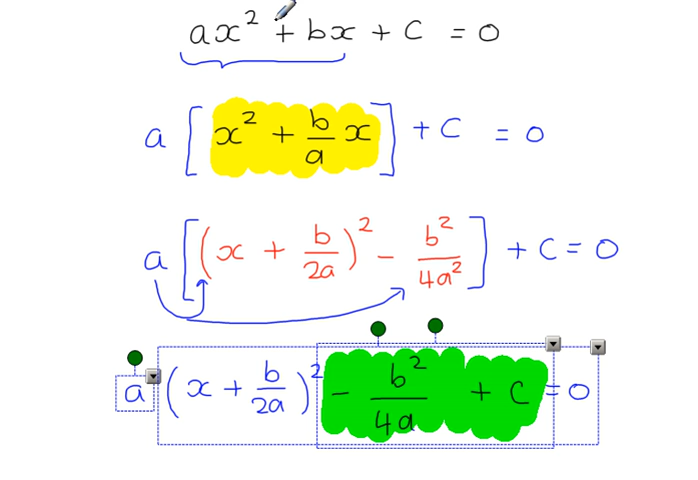 ax² + bx + c = 0
a [x² + b/a x] + c = 0
a [(x + b/2a)² - b²/4a²] + c = 0
a (x + b/2a)² - b²/4a + c = 0